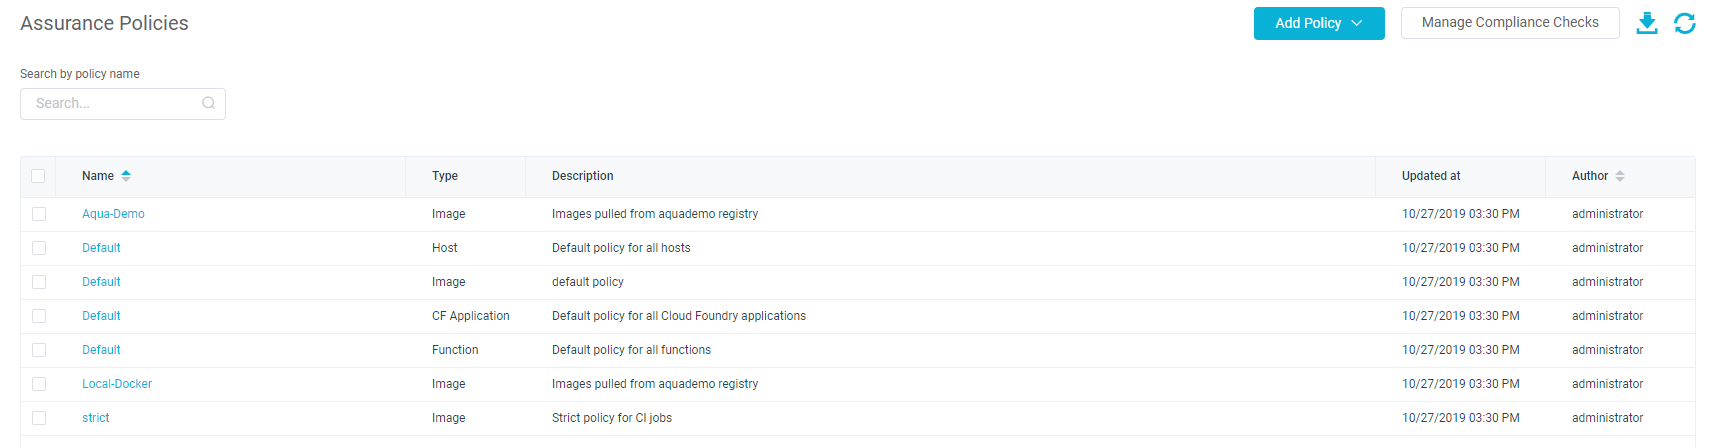 Assurance Policies
Add Policy
Manage Compliance Checks
Search by policy name
Search...
Name Type Description Updated at Author
Aqua-Demo Image Images pulled from aquademo registry 10/27/2019 03:30 PM administrator
Default Host Default policy for all hosts 10/27/2019 03:30 PM administrator
Default Image default policy 10/27/2019 03:30 PM administrator
Default CF Application Default policy for all Cloud Foundry applications 10/27/2019 03:30 PM administrator
Default Function Default policy for all functions 10/27/2019 03:30 PM administrator
Local-Docker Image Images pulled from aquademo registry 10/27/2019 03:30 PM administrator
strict Image Strict policy for CI jobs 10/27/2019 03:30 PM administrator